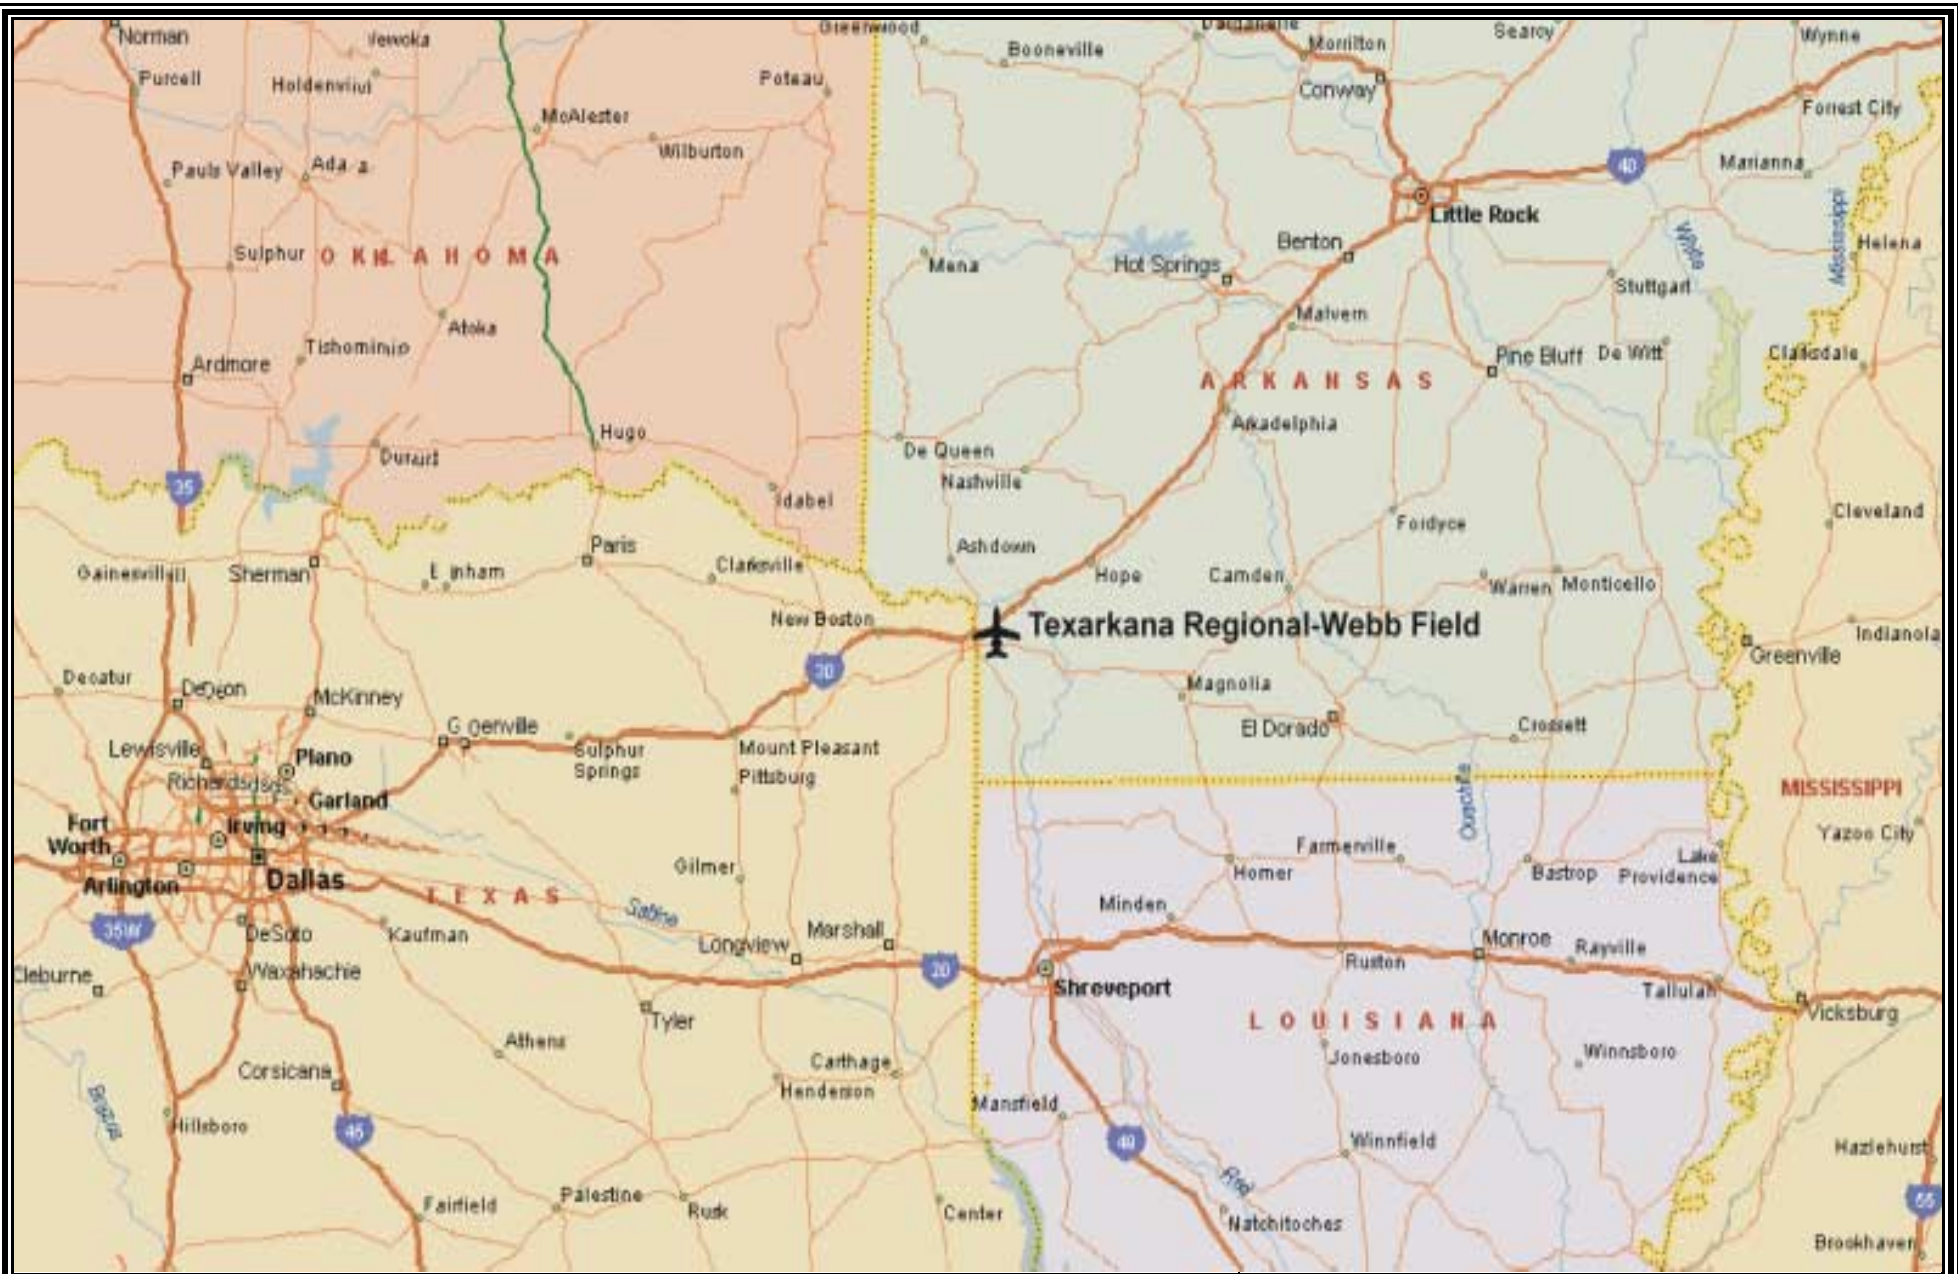 Norman
Wewoka
Greenwood
Dardanelle
Searcy
Wynne
Purcell
Poteau
Booneville
Morrilton
Conway
Forrest City
McAlester
Wilburton
Pauls Valley
Ada
40
Marianna
Mississippi
Little Rock
White
Helena
Sulphur
OKLAHOMA
Mena
Hot Springs
Benton
Stuttgart
Atoka
Malvern
Ardmore
Pine Bluff
De Witt
Clarksdale
ARKANSAS
Arkadelphia
Hugo
Durant
De Queen
35
Idabel
Nashville
Cleveland
Fordyce
Paris
Ashdown
Gainesville
Sherman
Clarksville
Hope
Camden
Warren
Monticello
New Boston
Texarkana Regional-Webb Field
Indianola
30
Greenville
Decatur
McKinney
Magnolia
El Dorado
Crossett
Lewisville
Plano
Sulphur
Springs
Mount Pleasant
Pittsburg
Ouachita
MISSISSIPPI
Garland
Fort
Worth
Irving
Yazoo City
Farmerville
Lake
Providence
Gilmer
Homer
Bastrop
Arlington
Dallas
TEXAS
Sabine
Minden
35W
DeSoto
Kaufman
Longview
Marshall
Monroe
Rayville
Cleburne
Waxahachie
20
Ruston
Shreveport
Tallulah
Tyler
LOUISIANA
Vicksburg
Athens
Jonesboro
Winnsboro
Corsicana
Carthage
Henderson
Brazos
Mansfield
Hillsboro
45
49
Winnfield
Hazlehurst
Red
Fairfield
Palestine
Rusk
Center
Natchitoches
55
Brookhaven